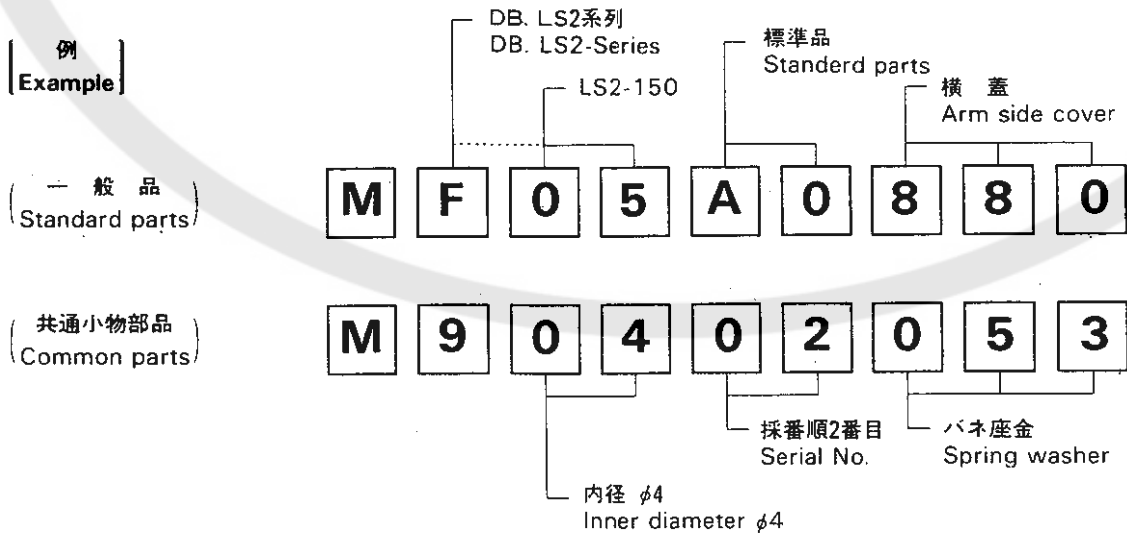 例
Example
DB. LS2系列
DB. LS2-Series
LS2-150
標準品
Standerd parts
横 蓋
Arm side cover
一 般 品
Standard parts
M F 0 5 A 0 8 8 0
共通小物部品
Common parts
M 9 0 4 0 2 0 5 3
採番順2番目
Serial No.
バネ座金
Spring washer
内径 φ4
Inner diameter φ4